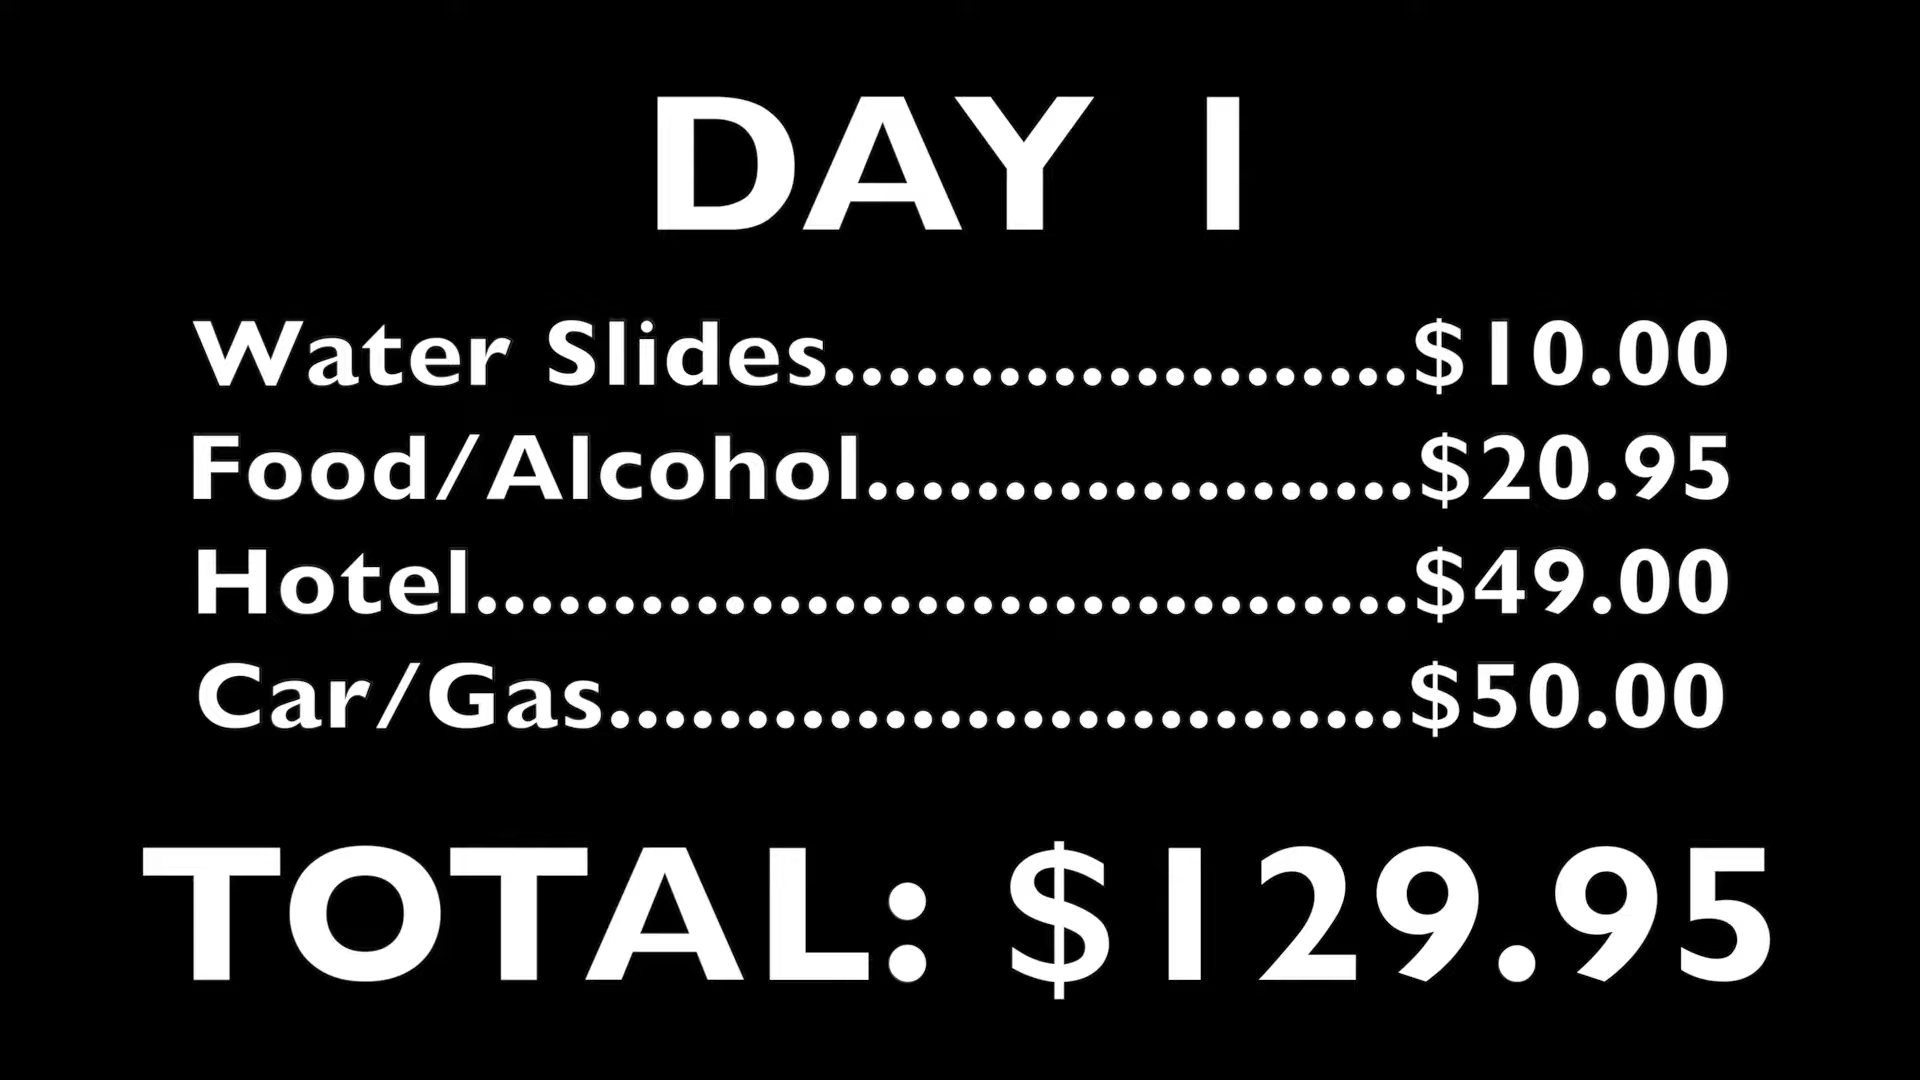 DAY 1
Water Slides.....................$10.00
Food/Alcohol....................$20.95
Hotel..................................$49.00
Car/Gas.............................$50.00
TOTAL: $129.95